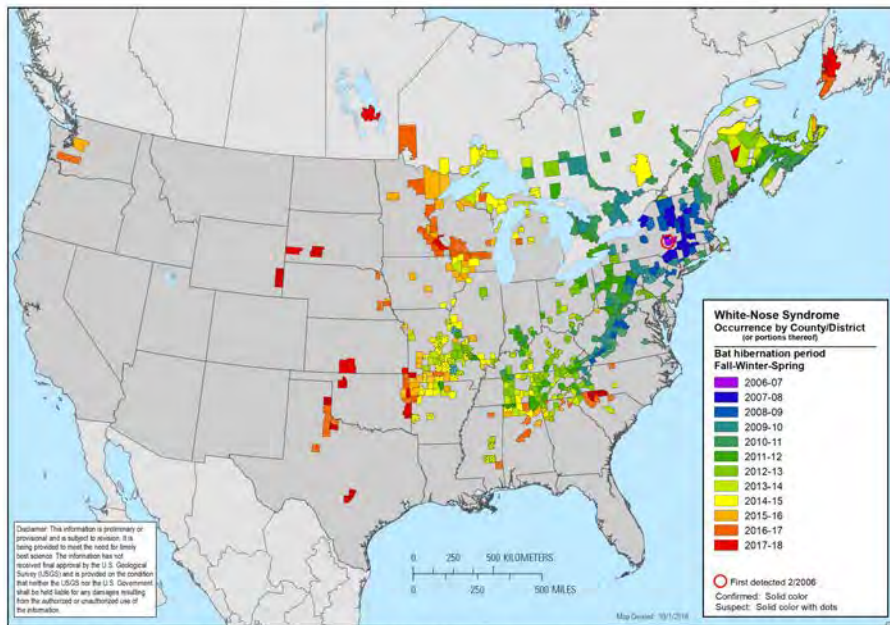 White-Nose Syndrome
Occurrence by County/District
(or portions thereof)
Bat hibernation period
Fall-Winter-Spring
2006-07
2007-08
2008-09
2009-10
2010-11
2011-12
2012-13
2013-14
2014-15
2015-16
2016-17
2017-18
First detected 2/2006
Confirmed: Solid color
Suspect: Solid color with dots
Disclaimer: This information is preliminary or
provisional and is subject to revision. It is
being provided to meet the need for timely
best science. The information has not
received final approval by the U.S. Geological
Survey (USGS) and is provided on the condition
that neither the USGS nor the U.S. Government
shall be held liable for any damages resulting
from the authorized or unauthorized use of
the information.
0 250 500 KILOMETERS
0 250 500 MILES